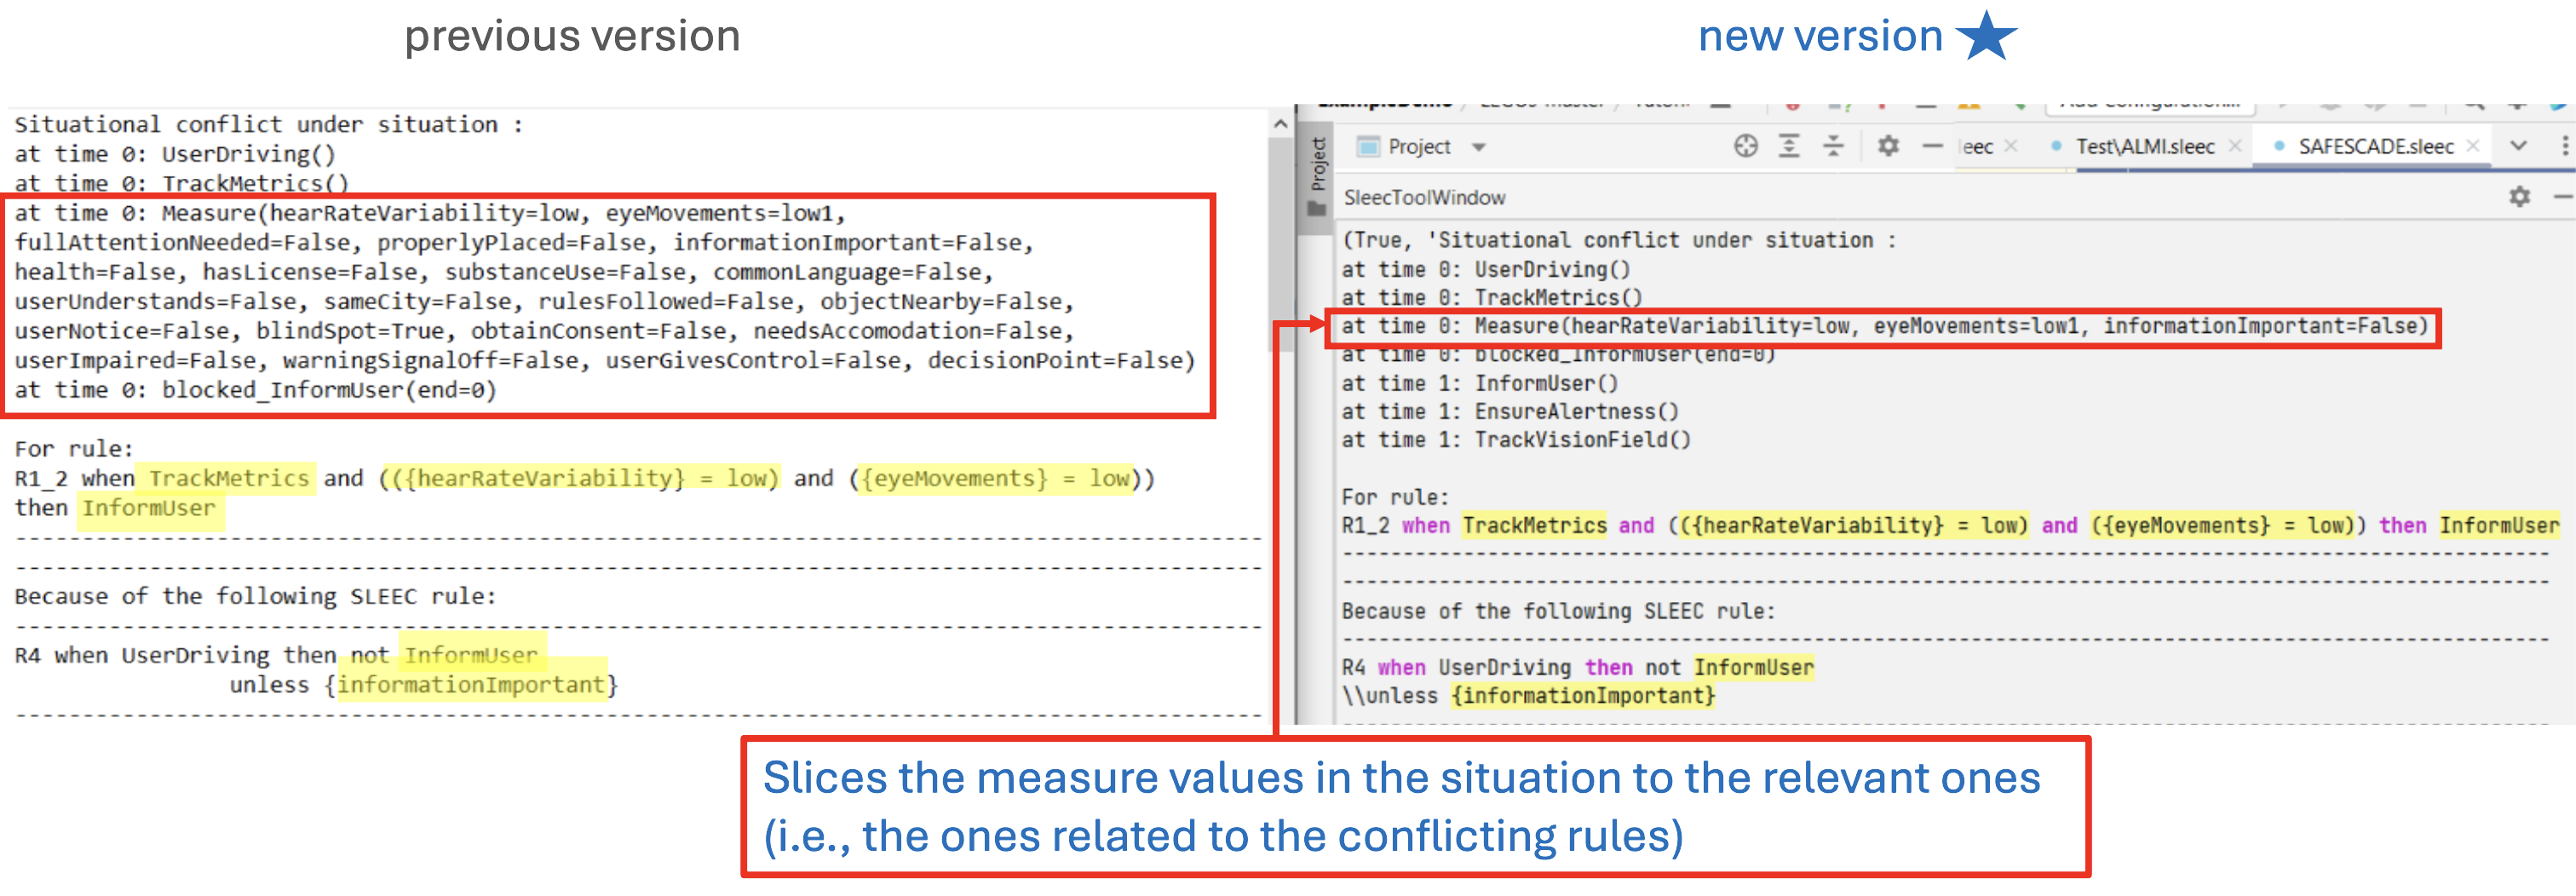 previous version
new version
Situational conflict under situation :
at time 0: UserDriving()
at time 0: TrackMetrics()
at time 0: Measure(hearRateVariability=low, eyeMovements=low1,
fullAttentionNeeded=False, properlyPlaced=False, informationImportant=False,
health=False, hasLicense=False, substanceUse=False, commonLanguage=False,
userUnderstands=False, sameCity=False, rulesFollowed=False, objectNearby=False,
userNotice=False, blindSpot=True, obtainConsent=False, needsAccomodation=False,
userImpaired=False, warningSignalOff=False, userGivesControl=False, decisionPoint=False)
at time 0: blocked_InformUser(end=0)
For rule:
R1_2 when TrackMetrics and (({hearRateVariability} = low) and ({eyeMovements} = low))
then InformUser
------------------------------------------------------------------------------------
------------------------------------------------------------------------------------
Because of the following SLEEC rule:
------------------------------------------------------------------------------------
R4 when UserDriving then not InformUser
unless {informationImportant}
------------------------------------------------------------------------------------
Project
Project
leec
Test\ALMI.sleec
SAFESCADE.sleec
SleecToolWindow
(True, 'Situational conflict under situation :
at time 0: UserDriving()
at time 0: TrackMetrics()
at time 0: Measure(hearRateVariability=low, eyeMovements=low1, informationImportant=False)
at time 0: blocked_InformUser(end=0)
at time 1: InformUser()
at time 1: EnsureAlertness()
at time 1: TrackVisionField()
For rule:
R1_2 when TrackMetrics and (({hearRateVariability} = low) and ({eyeMovements} = low)) then InformUser
------------------------------------------------------------------------------------
------------------------------------------------------------------------------------
Because of the following SLEEC rule:
------------------------------------------------------------------------------------
R4 when UserDriving then not InformUser
\\unless {informationImportant}
------------------------------------------------------------------------------------
Slices the measure values in the situation to the relevant ones
(i.e., the ones related to the conflicting rules)